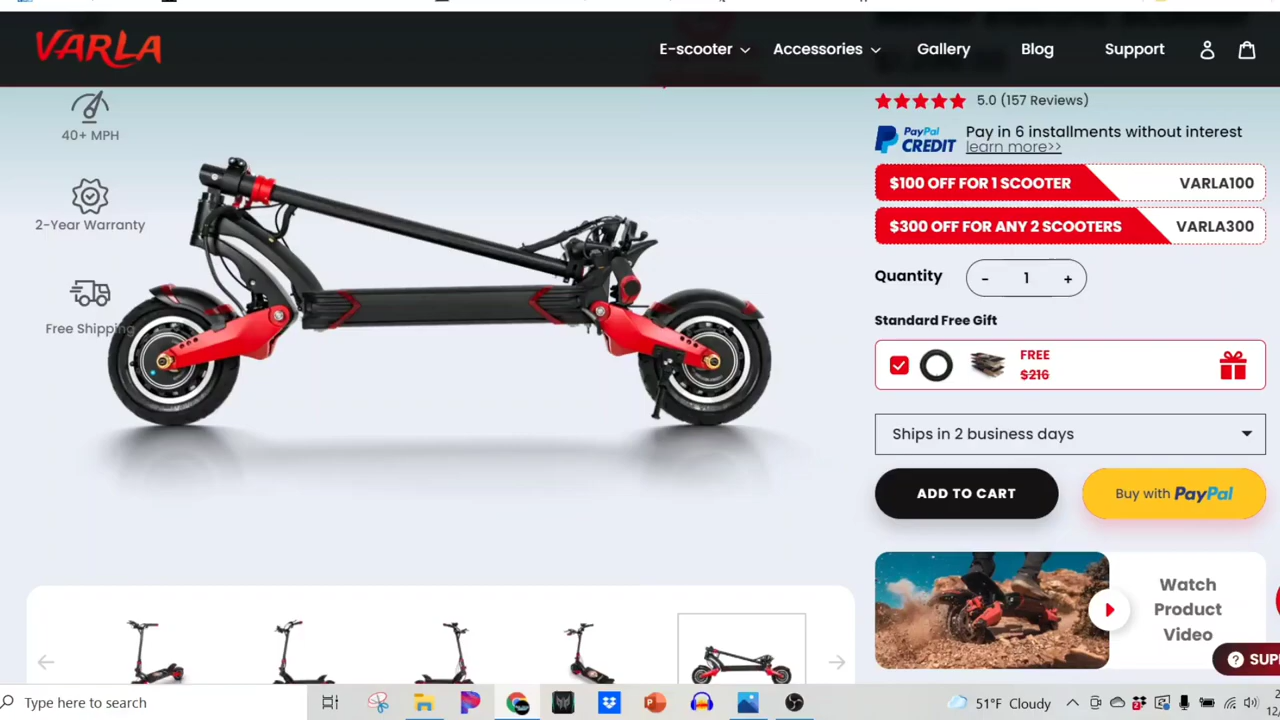 VARLA
E-scooter
Accessories
Gallery
Blog
Support
40+ MPH
2-Year Warranty
Free Shipping
5.0 (157 Reviews)
PayPal
CREDIT
Pay in 6 installments without interest
learn more>>
$100 OFF FOR 1 SCOOTER VARLA100
$300 OFF FOR ANY 2 SCOOTERS VARLA300
Quantity - 1 +
Standard Free Gift
FREE
$216
Ships in 2 business days
ADD TO CART
Buy with PayPal
Watch
Product
Video
? SUP
Type here to search
51°F Cloudy